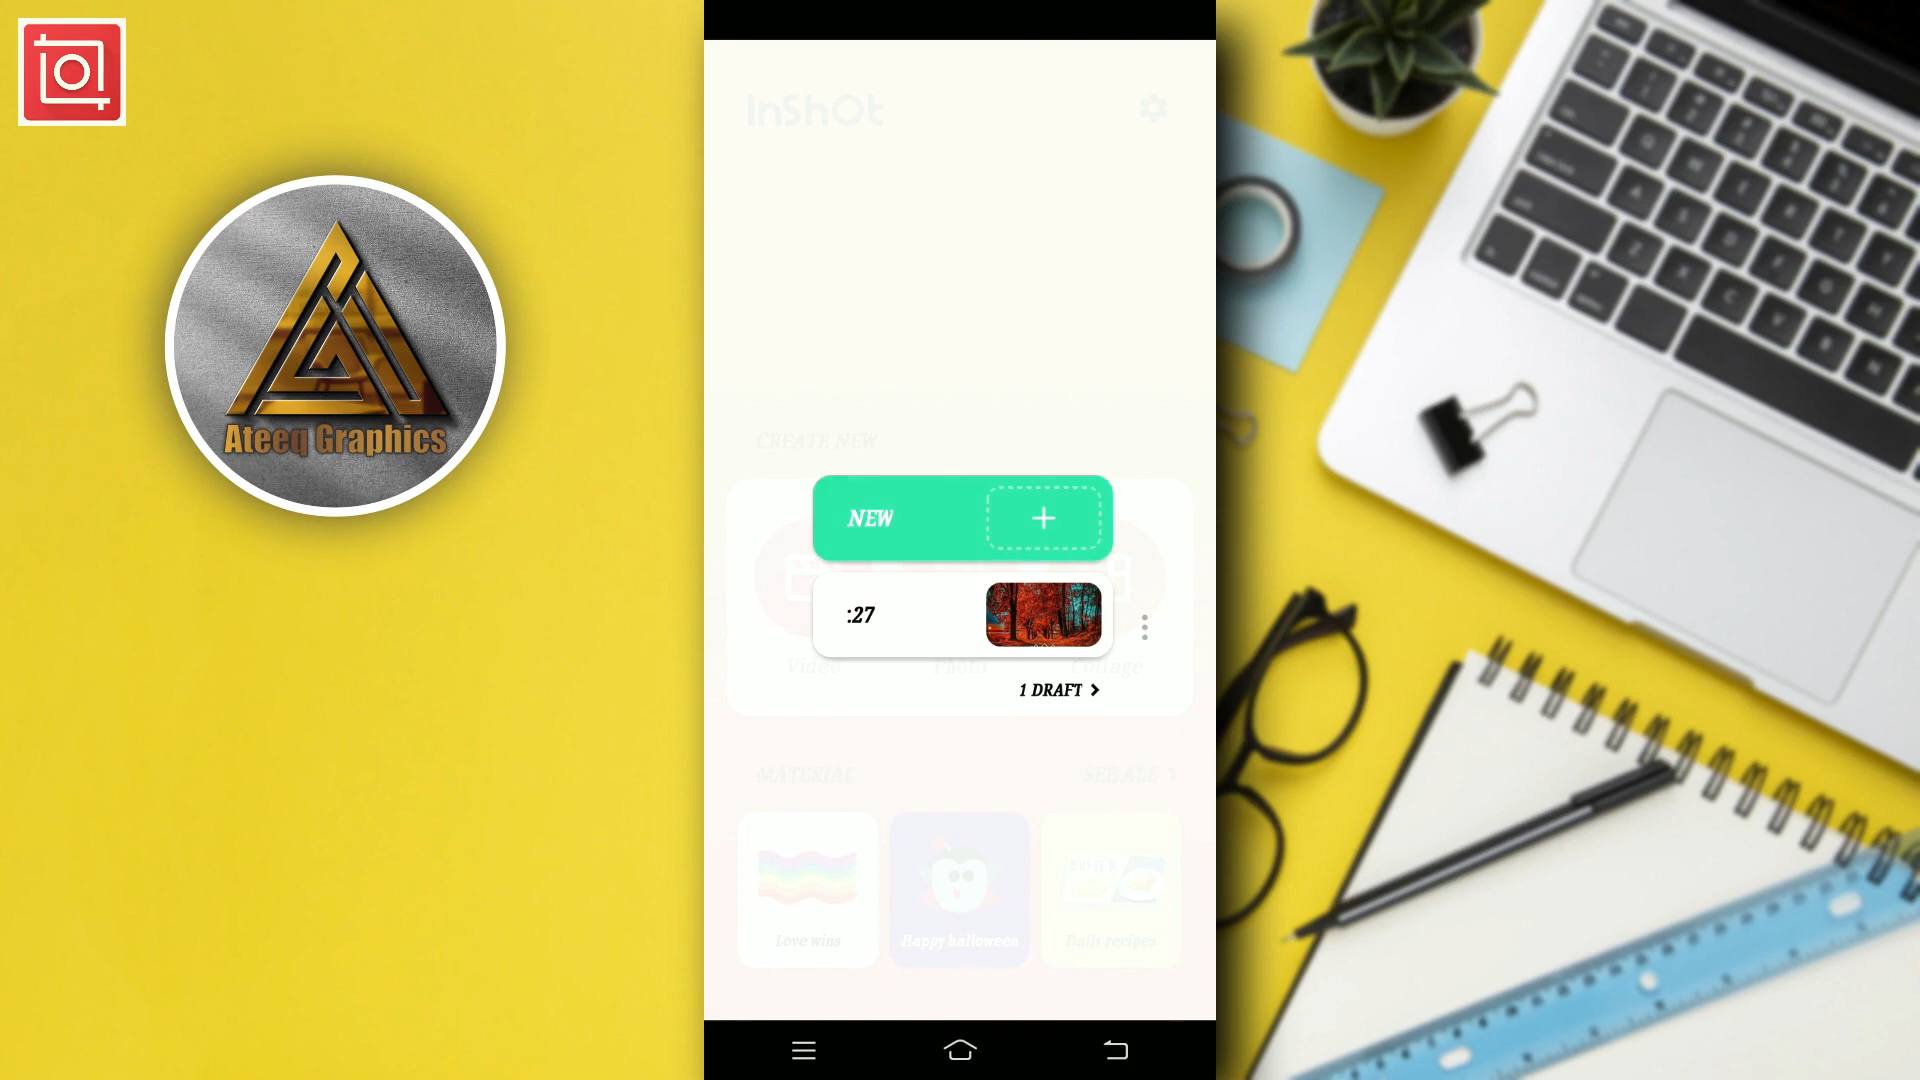 Ateeq Graphics
InShOt
CREATE NEW
NEW
:27
Video
Photo
Collage
1 DRAFT
MATERIAL
SEE ALL
BUTTER
Love wins
Happy halloween
Daily recipes